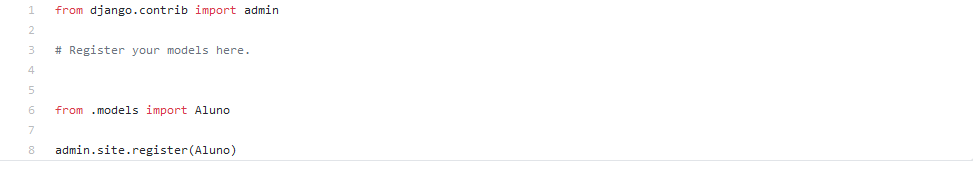 1 from django.contrib import admin
2
3 # Register your models here.
4
5
6 from .models import Aluno
7
8 admin.site.register(Aluno)